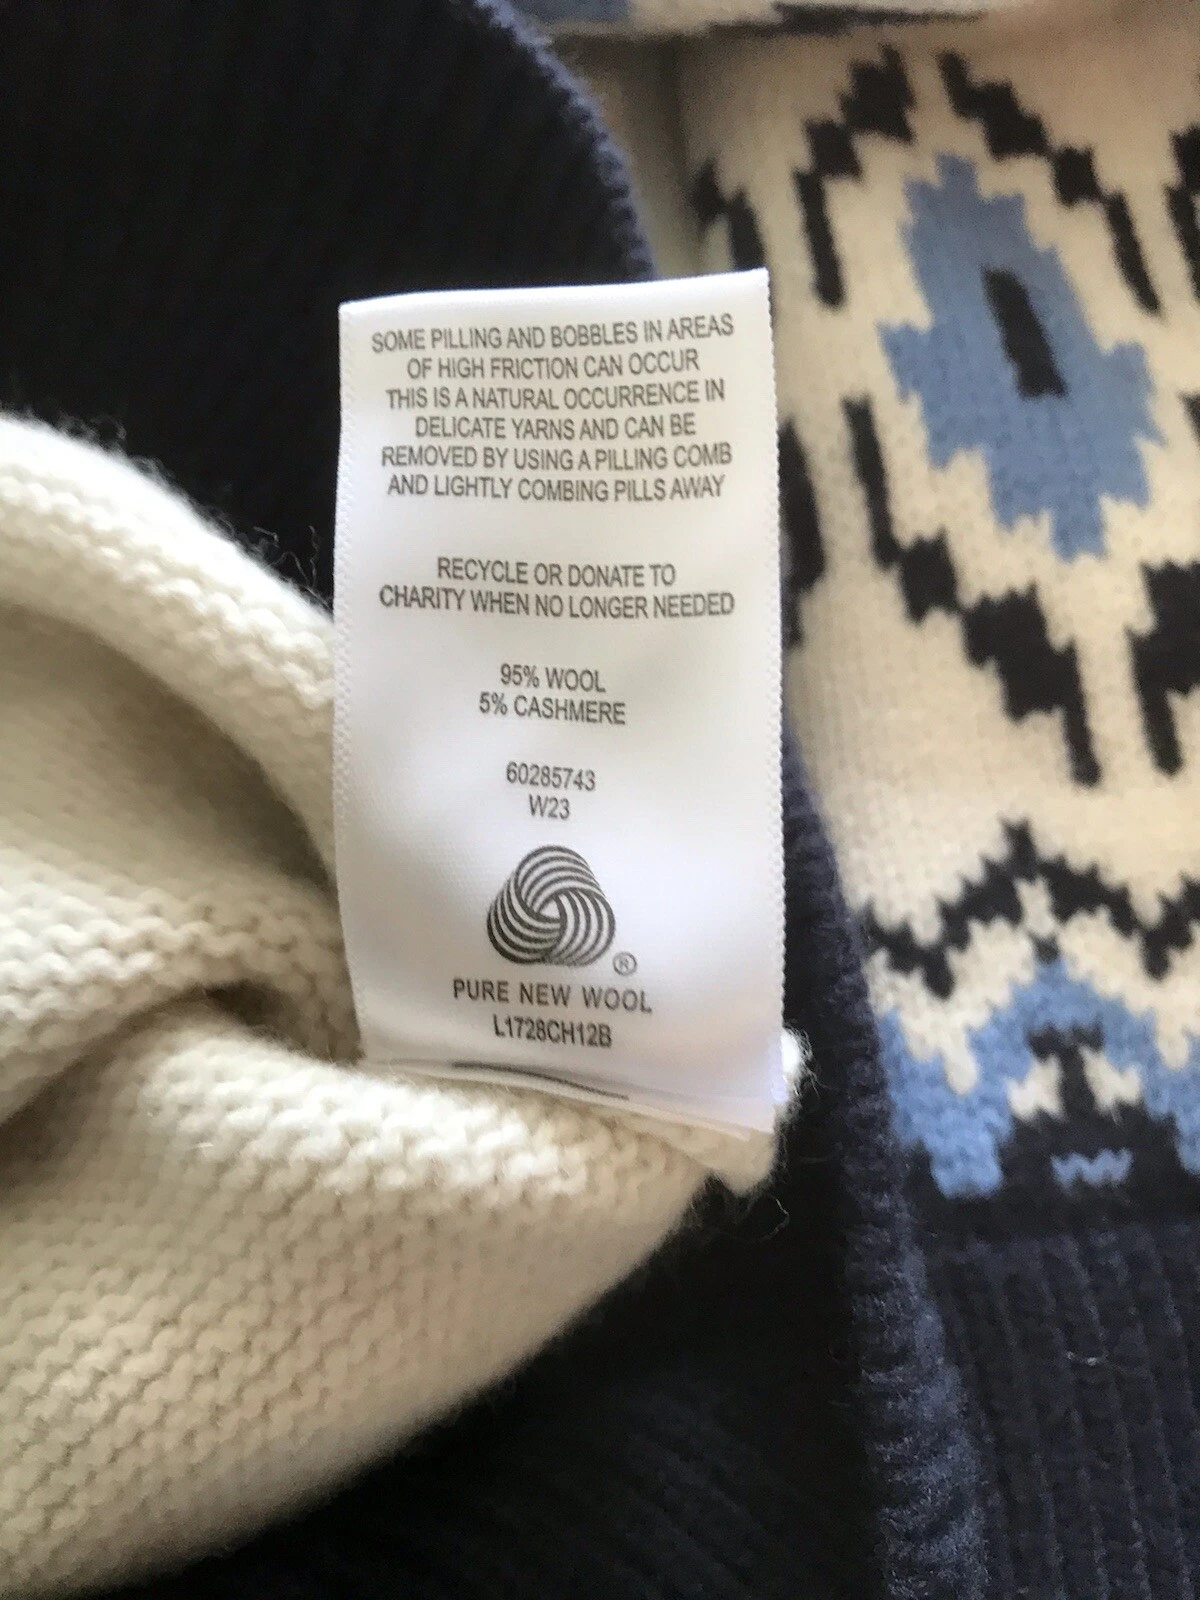 SOME PILLING AND BOBBLES IN AREAS
OF HIGH FRICTION CAN OCCUR
THIS IS A NATURAL OCCURRENCE IN
DELICATE YARNS AND CAN BE
REMOVED BY USING A PILLING COMB
AND LIGHTLY COMBING PILLS AWAY
RECYCLE OR DONATE TO
CHARITY WHEN NO LONGER NEEDED
95% WOOL
5% CASHMERE
60285743
W23
®
PURE NEW WOOL
L1728CH12B